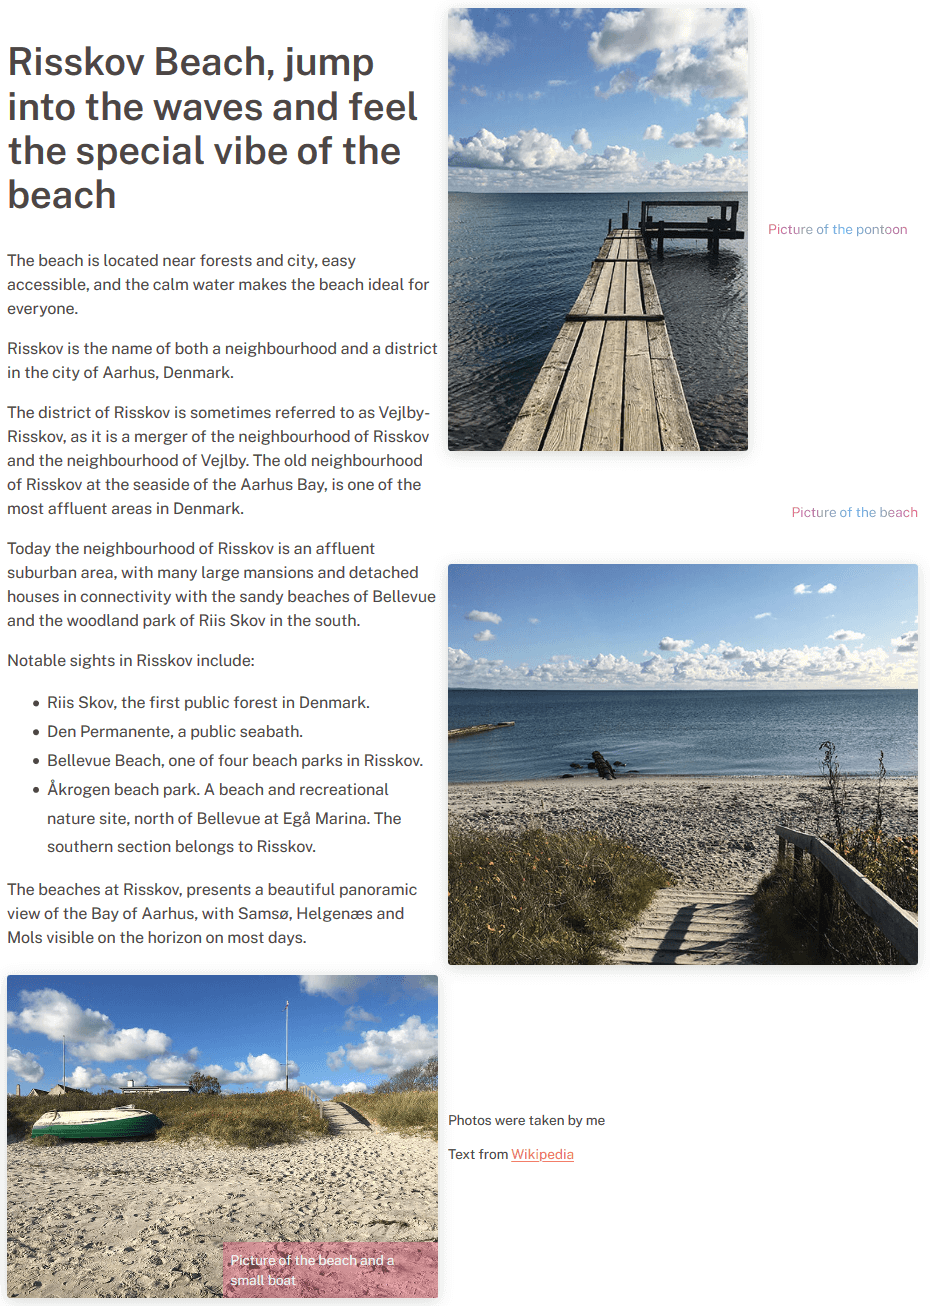 Risskov Beach, jump
into the waves and feel
the special vibe of the
beach
The beach is located near forests and city, easy
accessible, and the calm water makes the beach ideal for
everyone.
Risskov is the name of both a neighbourhood and a district
in the city of Aarhus, Denmark.
The district of Risskov is sometimes referred to as Vejlby-
Risskov, as it is a merger of the neighbourhood of Risskov
and the neighbourhood of Vejlby. The old neighbourhood
of Risskov at the seaside of the Aarhus Bay, is one of the
most affluent areas in Denmark.
Today the neighbourhood of Risskov is an affluent
suburban area, with many large mansions and detached
houses in connectivity with the sandy beaches of Bellevue
and the woodland park of Riis Skov in the south.
Notable sights in Risskov include:
• Riis Skov, the first public forest in Denmark.
• Den Permanente, a public seabath.
• Bellevue Beach, one of four beach parks in Risskov.
• Åkrogen beach park. A beach and recreational
nature site, north of Bellevue at Egå Marina. The
southern section belongs to Risskov.
The beaches at Risskov, presents a beautiful panoramic
view of the Bay of Aarhus, with Samsø, Helgenæs and
Mols visible on the horizon on most days.
Picture of the pontoon
Picture of the beach
Picture of the beach and a
small boat
Photos were taken by me
Text from Wikipedia